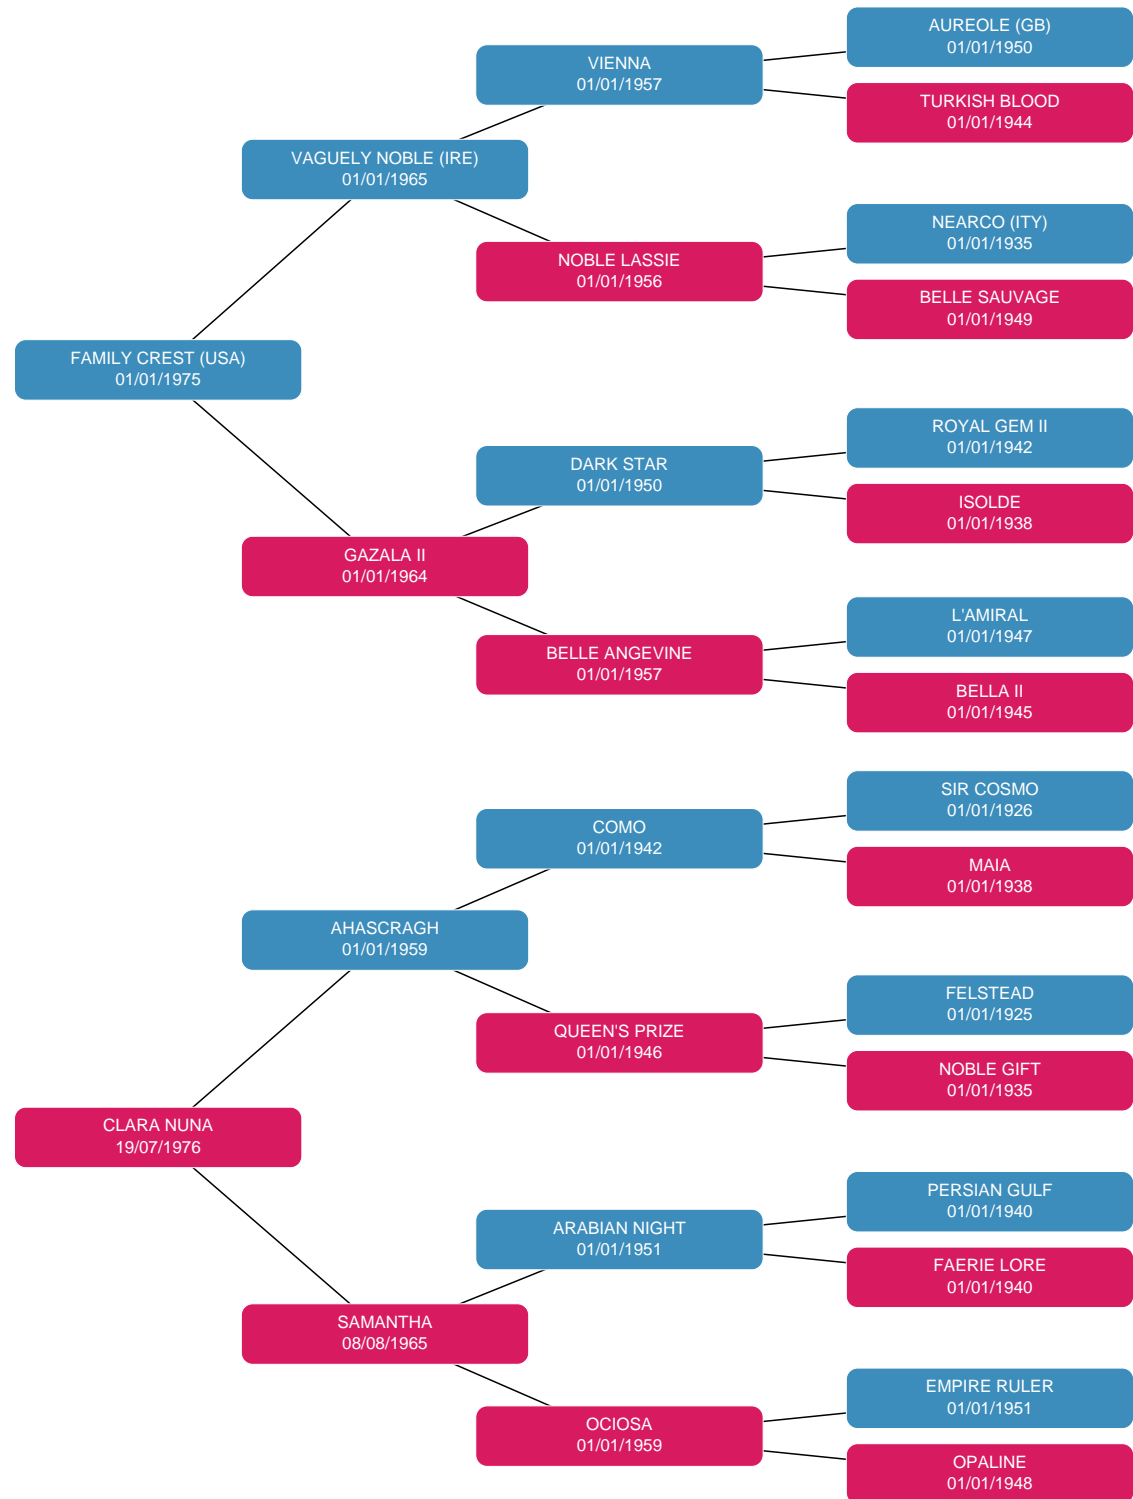 AUREOLE (GB)
01/01/1950
VIENNA
01/01/1957
TURKISH BLOOD
01/01/1944
VAGUELY NOBLE (IRE)
01/01/1965
NEARCO (ITY)
01/01/1935
NOBLE LASSIE
01/01/1956
BELLE SAUVAGE
01/01/1949
FAMILY CREST (USA)
01/01/1975
ROYAL GEM II
01/01/1942
DARK STAR
01/01/1950
ISOLDE
01/01/1938
GAZALA II
01/01/1964
L'AMIRAL
01/01/1947
BELLE ANGEVINE
01/01/1957
BELLA II
01/01/1945
SIR COSMO
01/01/1926
COMO
01/01/1942
MAIA
01/01/1938
AHASCRAGH
01/01/1959
FELSTEAD
01/01/1925
QUEEN'S PRIZE
01/01/1946
NOBLE GIFT
01/01/1935
CLARA NUNA
19/07/1976
PERSIAN GULF
01/01/1940
ARABIAN NIGHT
01/01/1951
FAERIE LORE
01/01/1940
SAMANTHA
08/08/1965
EMPIRE RULER
01/01/1951
OCIOSA
01/01/1959
OPALINE
01/01/1948